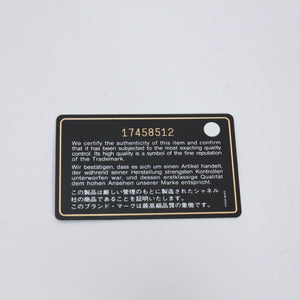 17458512
We certify the authenticity of this item and confirm
that it has been subjected to the most exacting quality
control. Its high quality is a symbol of the fine reputation
of the Trademark.
Wir bestätigen, dass es sich um einen Artikel handelt,
der während seiner Herstellung strengsten Kontrollen
unterworfen war, und dessen erstklassige Qualität
dem hohen Ansehen unserer Marke entspricht.
この製品は厳しい管理のもとに製造されたシャネル
社の商品であることを証明いたします。
このブランド・マークは最高級品質の象徴です。